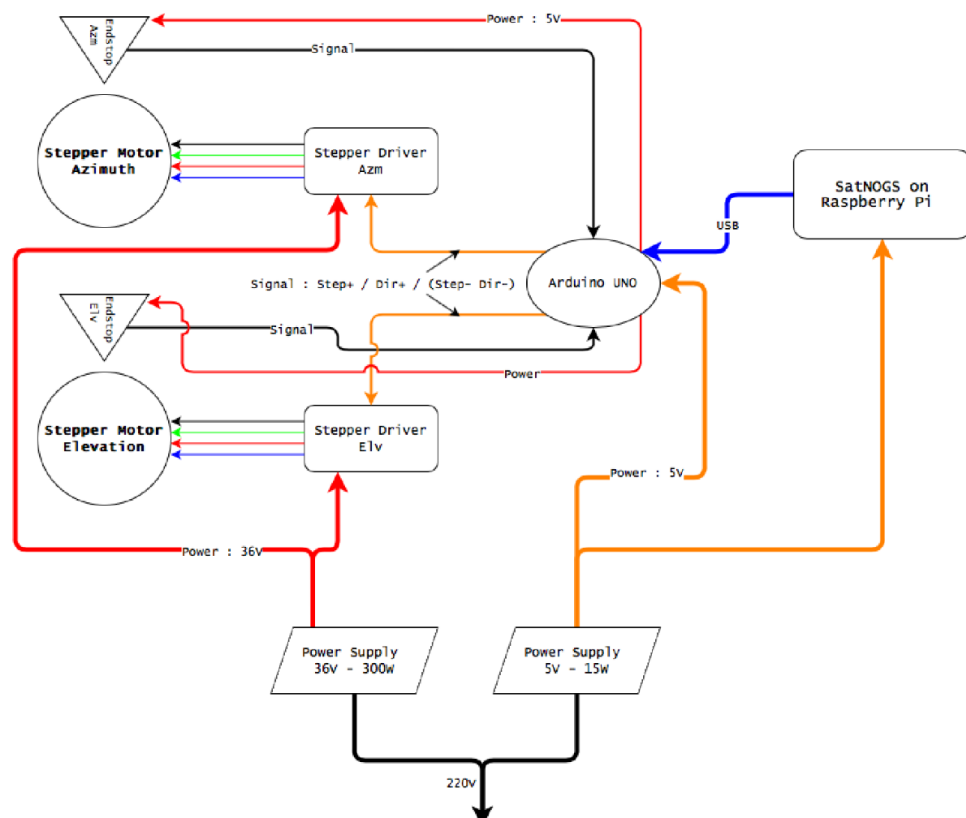 Power : 5V
Endstop
Azm
Signal
Stepper Motor
Azimuth
Stepper Driver
Azm
SatNOGS on
Raspberry Pi
USB
Signal : Step+ / Dir+ / (Step- Dir-)
Arduino UNO
Endstop
Elv
Signal
Power
Stepper Motor
Elevation
Stepper Driver
Elv
Power : 5V
Power : 36V
Power Supply
36V - 300W
Power Supply
5V - 15W
220v